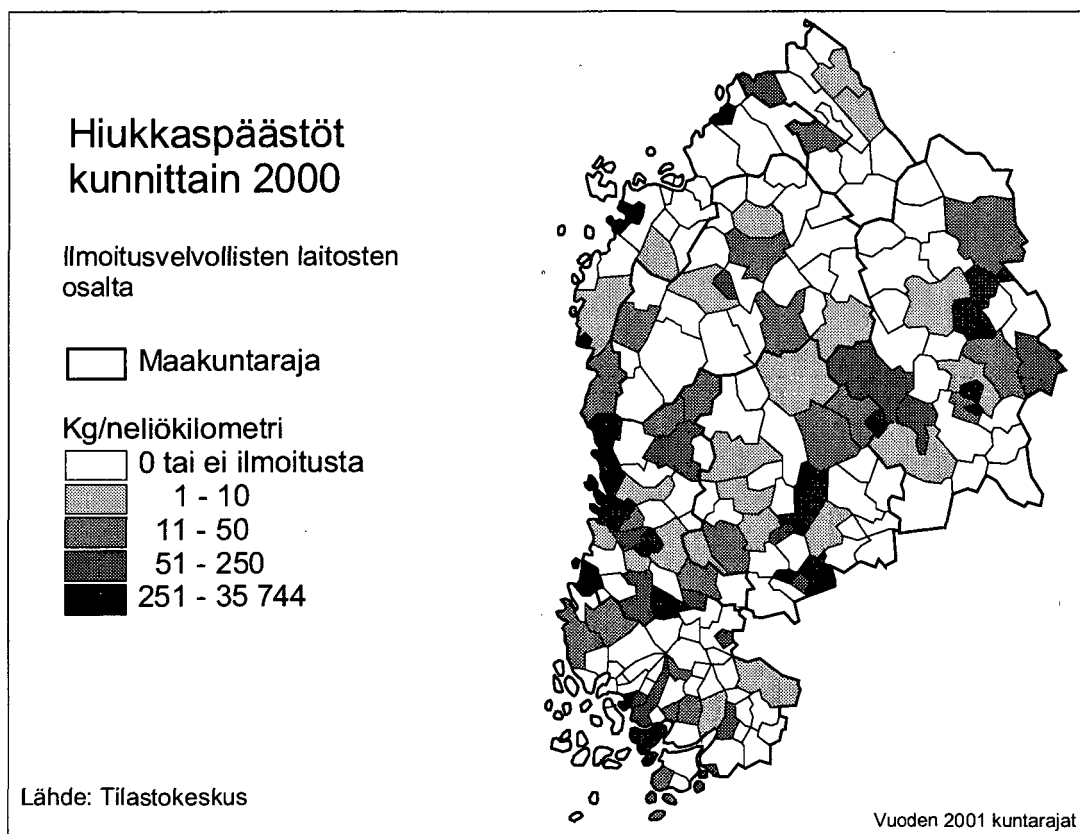 Hiukkaspäästöt
kunnittain 2000
Ilmoitusvelvollisten laitosten
osalta
Maakuntaraja
Kg/neliökilometri
0 tai ei ilmoitusta
1 - 10
11 - 50
51 - 250
251 - 35 744
Lähde: Tilastokeskus
Vuoden 2001 kuntarajat